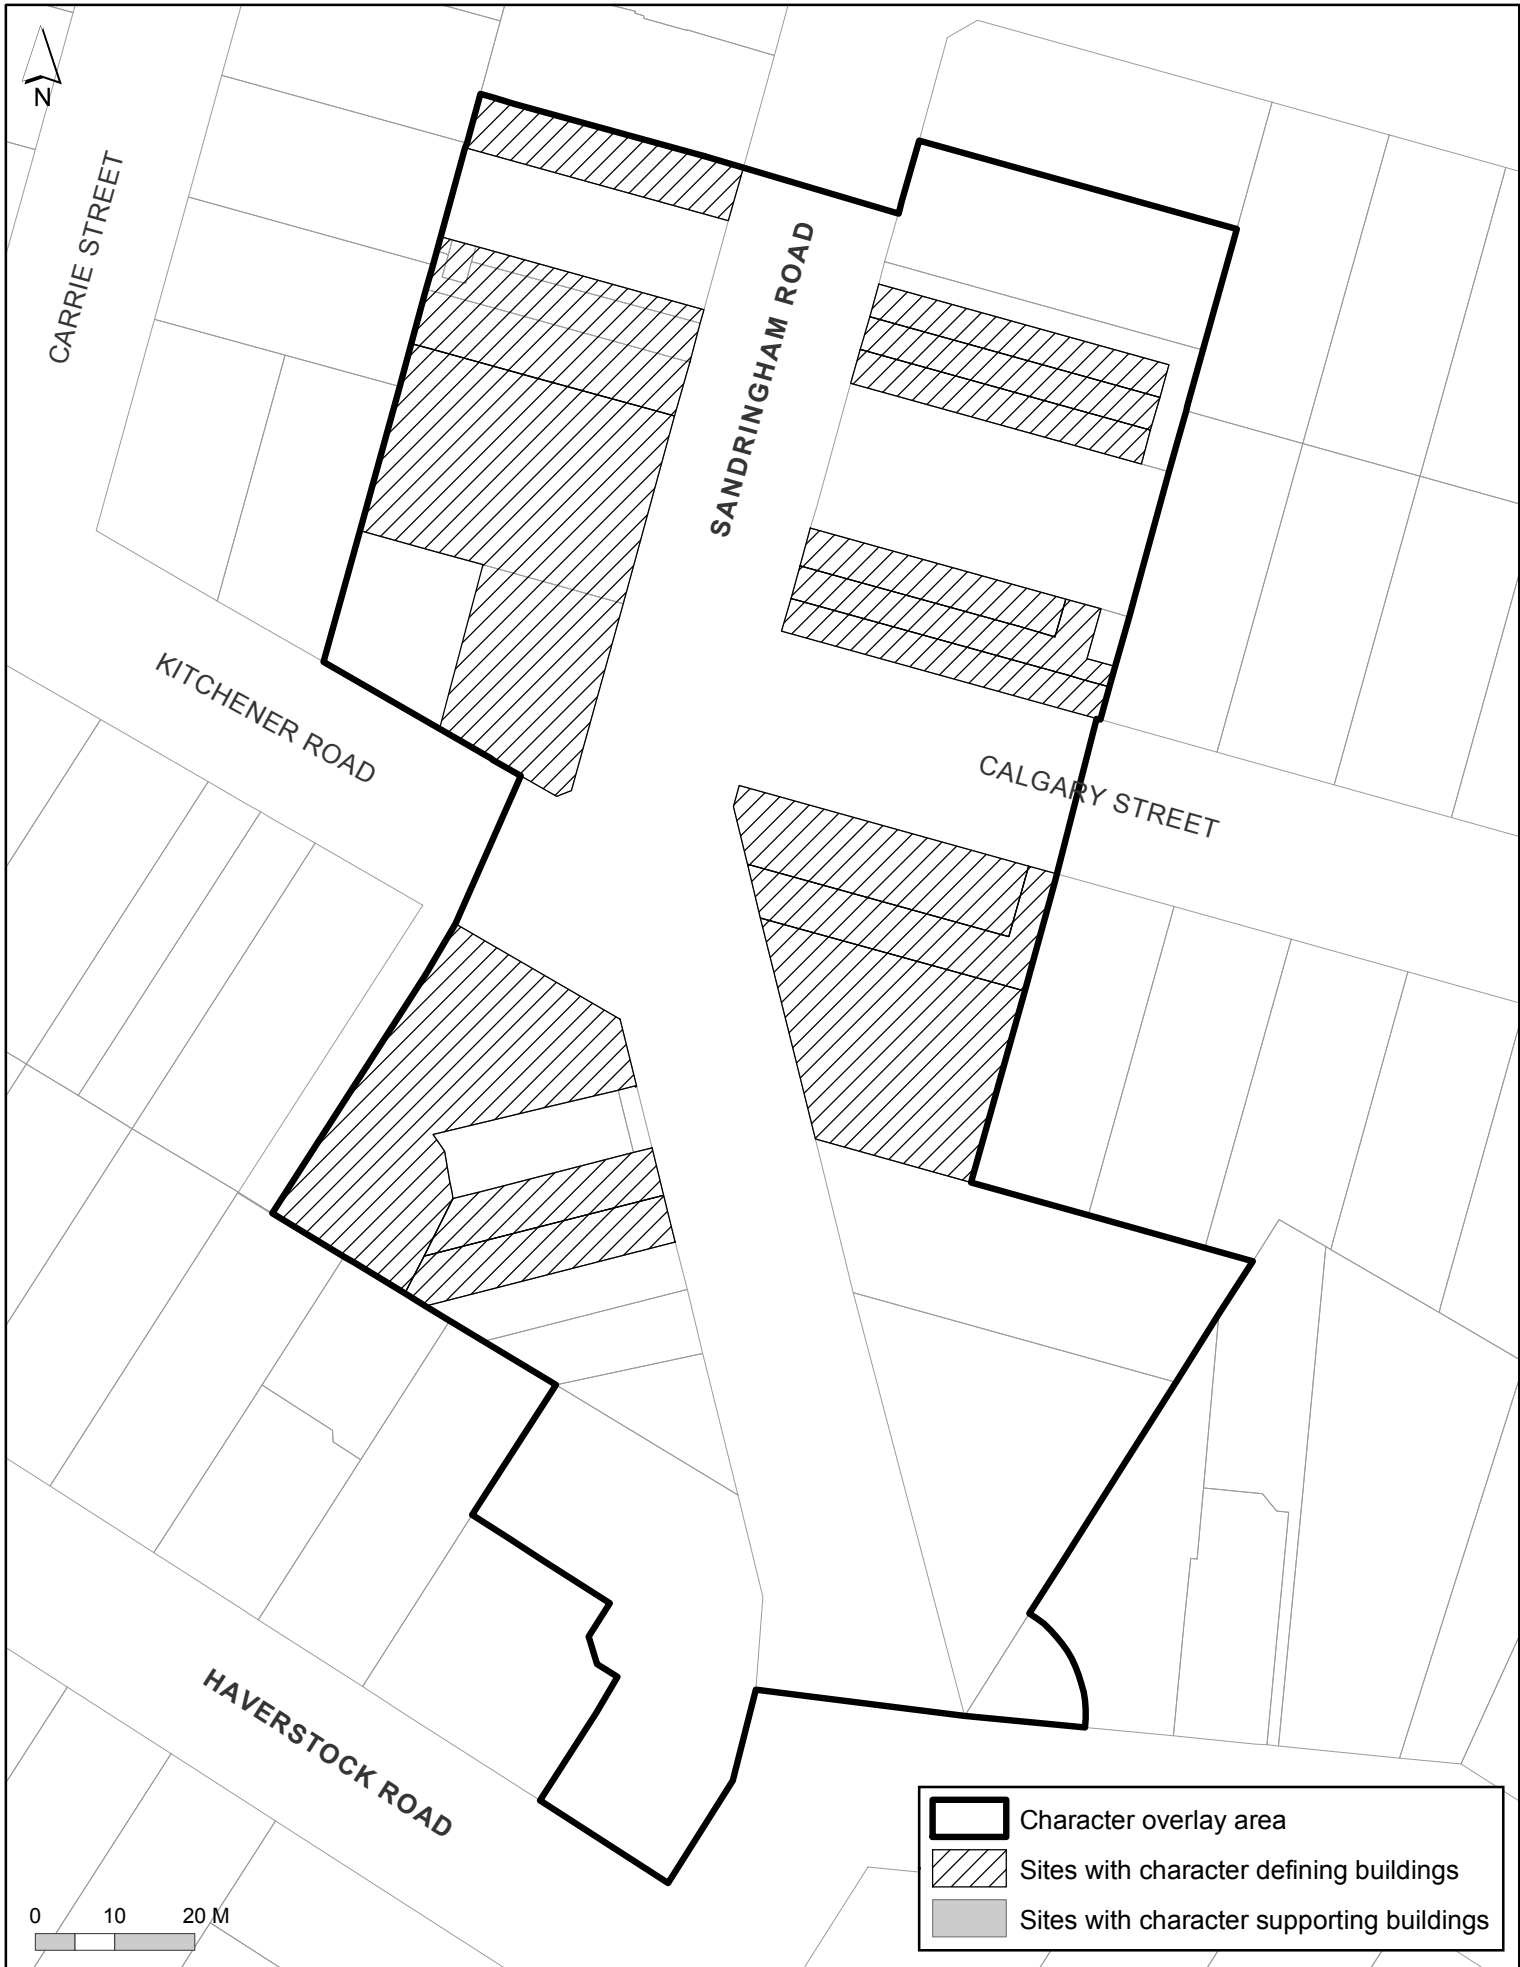 N
CARRIE STREET
SANDRINGHAM ROAD
KITCHENER ROAD
CALGARY STREET
HAVERSTOCK ROAD
Character overlay area
Sites with character defining buildings
Sites with character supporting buildings
0 10 20 M